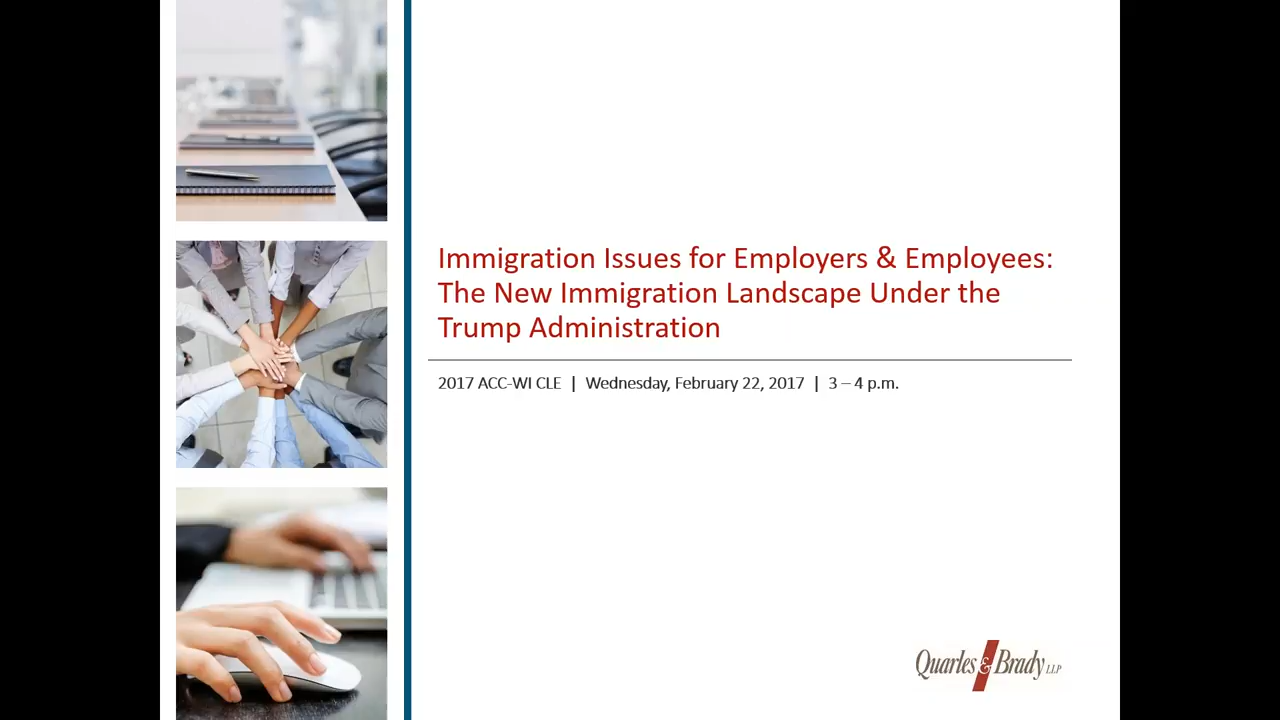 Immigration Issues for Employers & Employees:
The New Immigration Landscape Under the
Trump Administration
2017 ACC-WI CLE | Wednesday, February 22, 2017 | 3 – 4 p.m.
Quarles & Brady LLP